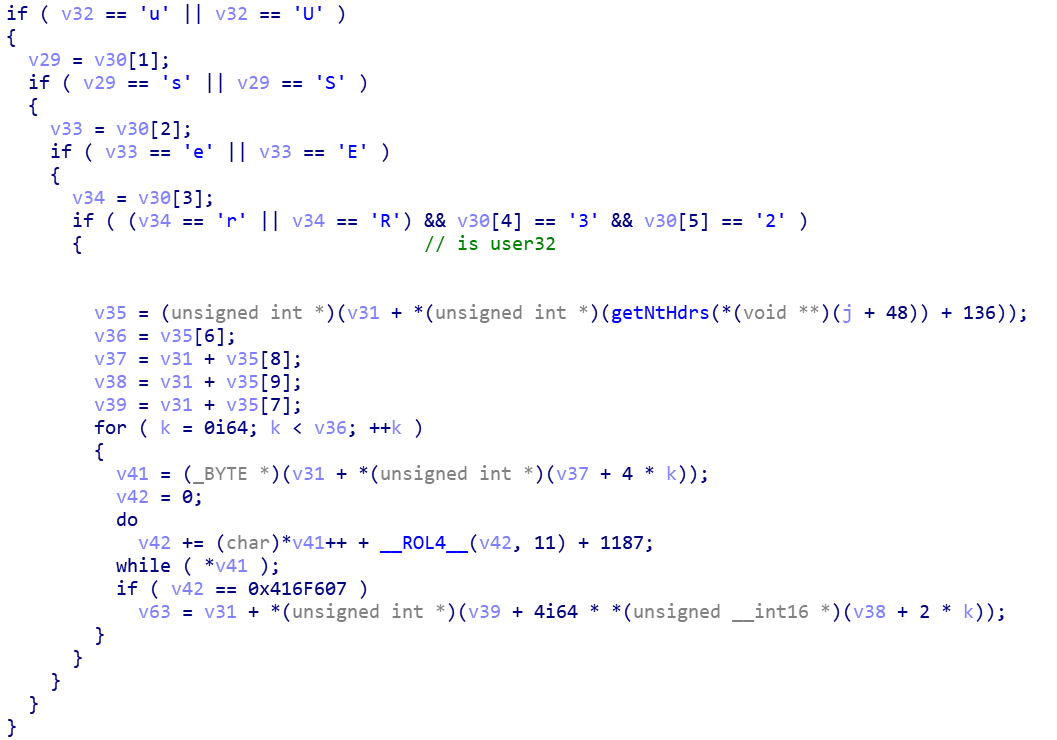 if ( v32 == 'u' || v32 == 'U' )
{
  v29 = v30[1];
  if ( v29 == 's' || v29 == 'S' )
  {
    v33 = v30[2];
    if ( v33 == 'e' || v33 == 'E' )
    {
      v34 = v30[3];
      if ( (v34 == 'r' || v34 == 'R') && v30[4] == '3' && v30[5] == '2' )
      {                               // is user32
        v35 = (unsigned int *)(v31 + *(unsigned int *)(getNtHdrs(*(void **)(j + 48)) + 136));
        v36 = v35[6];
        v37 = v31 + v35[8];
        v38 = v31 + v35[9];
        v39 = v31 + v35[7];
        for ( k = 0i64; k < v36; ++k )
        {
          v41 = (_BYTE *)(v31 + *(unsigned int *)(v37 + 4 * k));
          v42 = 0;
          do
            v42 += (char)*v41++ + __ROL4__(v42, 11) + 1187;
          while ( *v41 );
          if ( v42 == 0x416F607 )
            v63 = v31 + *(unsigned int *)(v39 + 4i64 * *(unsigned __int16 *)(v38 + 2 * k));
        }
      }
    }
  }
}